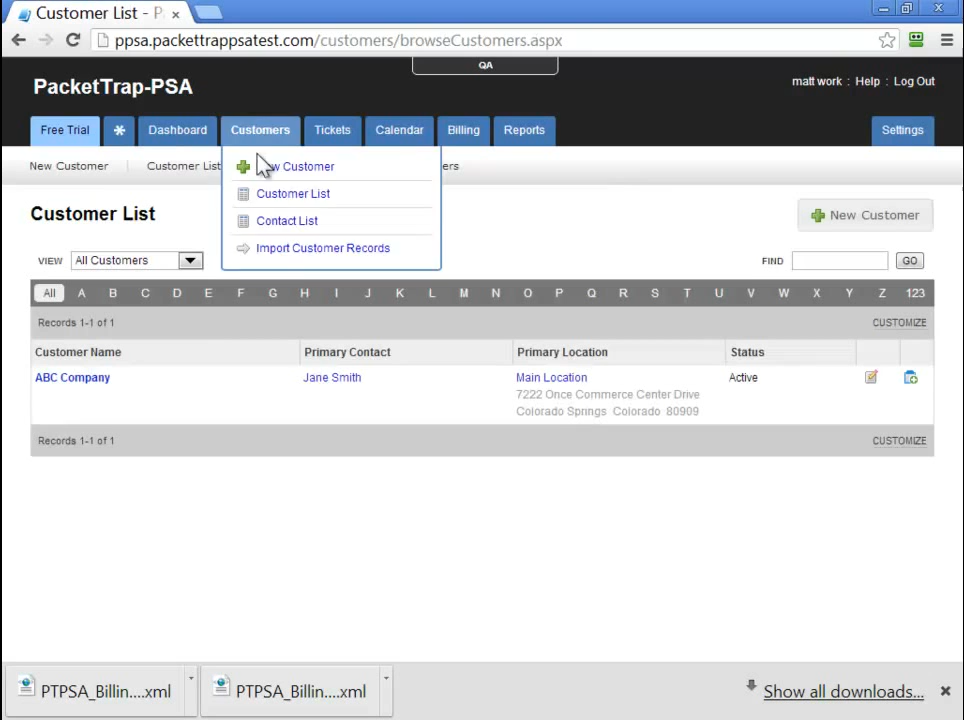 Customer List - P
ppsa.packettrappsatest.com/customers/browseCustomers.aspx
QA
PacketTrap-PSA
matt work : Help : Log Out
Free Trial * Dashboard Customers Tickets Calendar Billing Reports Settings
New Customer Customer List
Customer
Customer List
Contact List
Import Customer Records
Customer List
New Customer
VIEW All Customers FIND GO
All A B C D E F G H I J K L M N O P Q R S T U V W X Y Z 123
Records 1-1 of 1 CUSTOMIZE
Customer Name Primary Contact Primary Location Status
ABC Company Jane Smith Main Location Active
7222 Once Commerce Center Drive
Colorado Springs Colorado 80909
Records 1-1 of 1 CUSTOMIZE
PTPSA_Billin....xml PTPSA_Billin....xml Show all downloads...